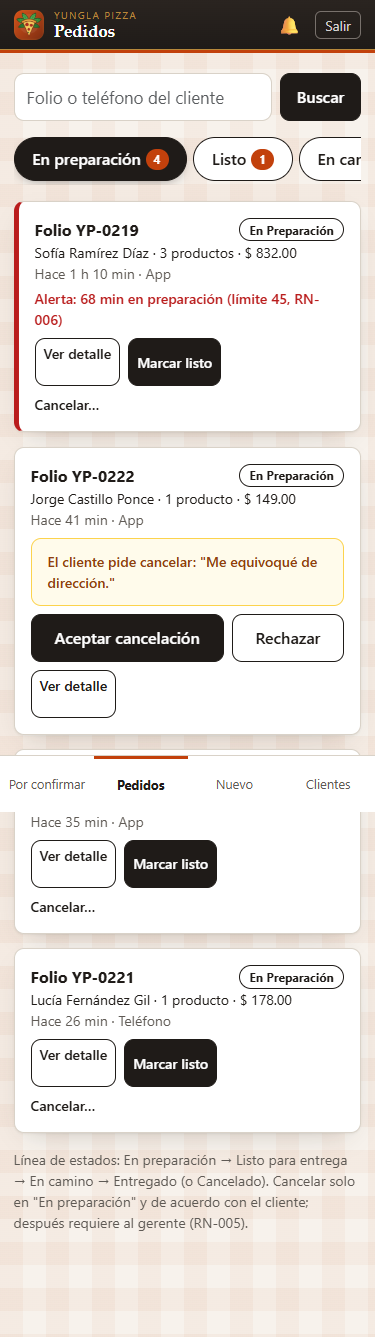 YUNGLA PIZZA
Pedidos
Salir
Folio o teléfono del cliente
Buscar
En preparación 4
Listo 1
En car
Folio YP-0219
En Preparación
Sofía Ramírez Díaz · 3 productos · $ 832.00
Hace 1 h 10 min · App
Alerta: 68 min en preparación (límite 45, RN-
006)
Ver detalle
Marcar listo
Cancelar...
Folio YP-0222
En Preparación
Jorge Castillo Ponce · 1 producto · $ 149.00
Hace 41 min · App
El cliente pide cancelar: "Me equivoqué de
dirección."
Aceptar cancelación
Rechazar
Ver detalle
Por confirmar
Pedidos
Nuevo
Clientes
Hace 35 min · App
Ver detalle
Marcar listo
Cancelar...
Folio YP-0221
En Preparación
Lucía Fernández Gil · 1 producto · $ 178.00
Hace 26 min · Teléfono
Ver detalle
Marcar listo
Cancelar...
Línea de estados: En preparación → Listo para entrega
→ En camino → Entregado (o Cancelado). Cancelar solo
en "En preparación" y de acuerdo con el cliente;
después requiere al gerente (RN-005).